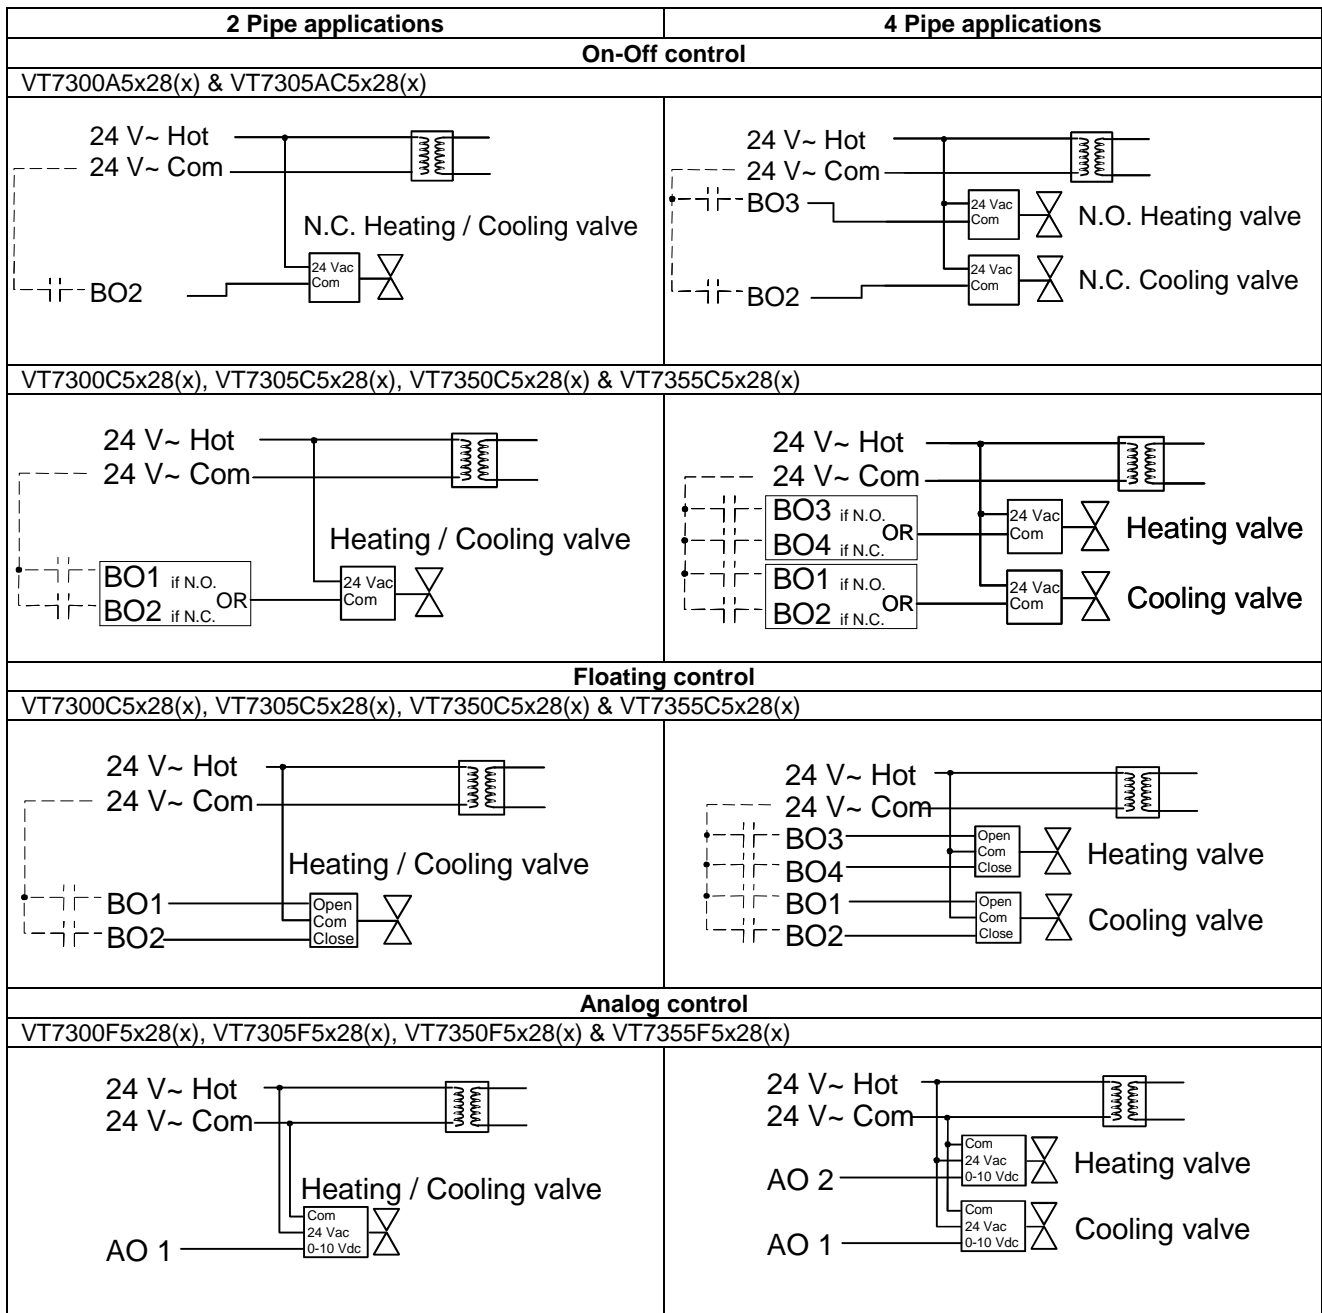 2 Pipe applications
4 Pipe applications
On-Off control
VT7300A5x28(x) & VT7305AC5x28(x)
24 V~ Hot
24 V~ Com
N.C. Heating / Cooling valve
24 Vac
Com
BO2
24 V~ Hot
24 V~ Com
BO3
24 Vac
Com
N.O. Heating valve
24 Vac
Com
N.C. Cooling valve
BO2
VT7300C5x28(x), VT7305C5x28(x), VT7350C5x28(x) & VT7355C5x28(x)
24 V~ Hot
24 V~ Com
Heating / Cooling valve
BO1 if N.O.
OR
BO2 if N.C.
24 Vac
Com
24 V~ Hot
24 V~ Com
BO3 if N.O.
OR
BO4 if N.C.
24 Vac
Com
Heating valve
BO1 if N.O.
OR
BO2 if N.C.
24 Vac
Com
Cooling valve
Floating control
VT7300C5x28(x), VT7305C5x28(x), VT7350C5x28(x) & VT7355C5x28(x)
24 V~ Hot
24 V~ Com
Heating / Cooling valve
BO1
BO2
Open
Com
Close
24 V~ Hot
24 V~ Com
BO3
BO4
Open
Com
Close
Heating valve
BO1
BO2
Open
Com
Close
Cooling valve
Analog control
VT7300F5x28(x), VT7305F5x28(x), VT7350F5x28(x) & VT7355F5x28(x)
24 V~ Hot
24 V~ Com
Heating / Cooling valve
Com
24 Vac
0-10 Vdc
AO 1
24 V~ Hot
24 V~ Com
Com
24 Vac
0-10 Vdc
Heating valve
AO 2
Com
24 Vac
0-10 Vdc
Cooling valve
AO 1